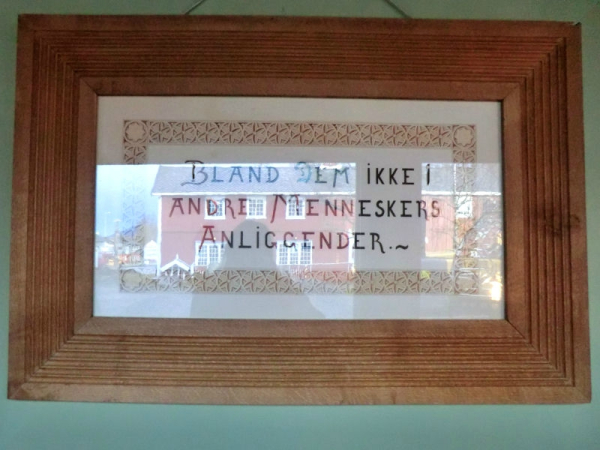 BLAND DEM iKKE i
ANDRE MENNESKERS
ANLiGGENDER.~